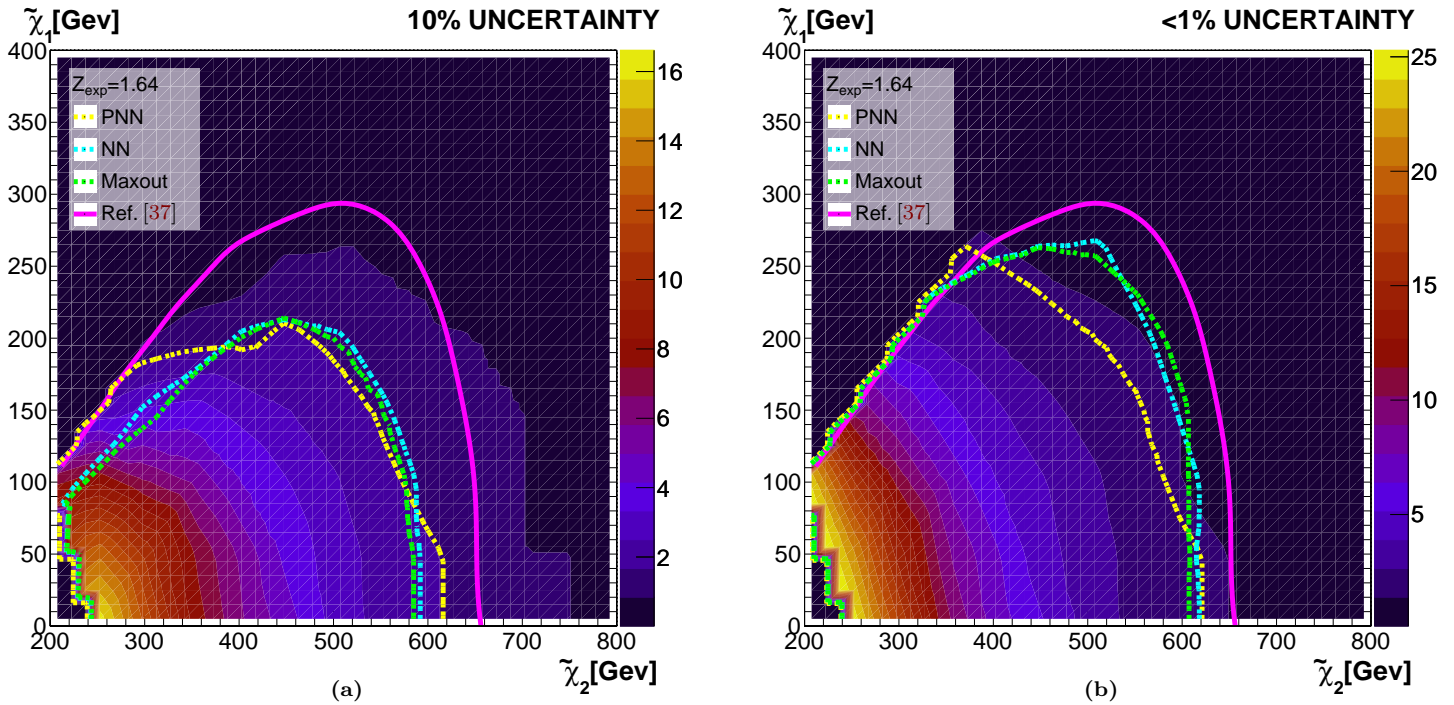 χ̃₁[Gev] 10% UNCERTAINTY
400
350
300
250
200
150
100
50
0
Z_exp=1.64
PNN
NN
Maxout
Ref. [37]
16
14
12
10
8
6
4
2
200 300 400 500 600 700 800
χ̃₂[Gev]
(a)
χ̃₁[Gev] <1% UNCERTAINTY
400
350
300
250
200
150
100
50
0
Z_exp=1.64
PNN
NN
Maxout
Ref. [37]
25
20
15
10
5
200 300 400 500 600 700 800
χ̃₂[Gev]
(b)